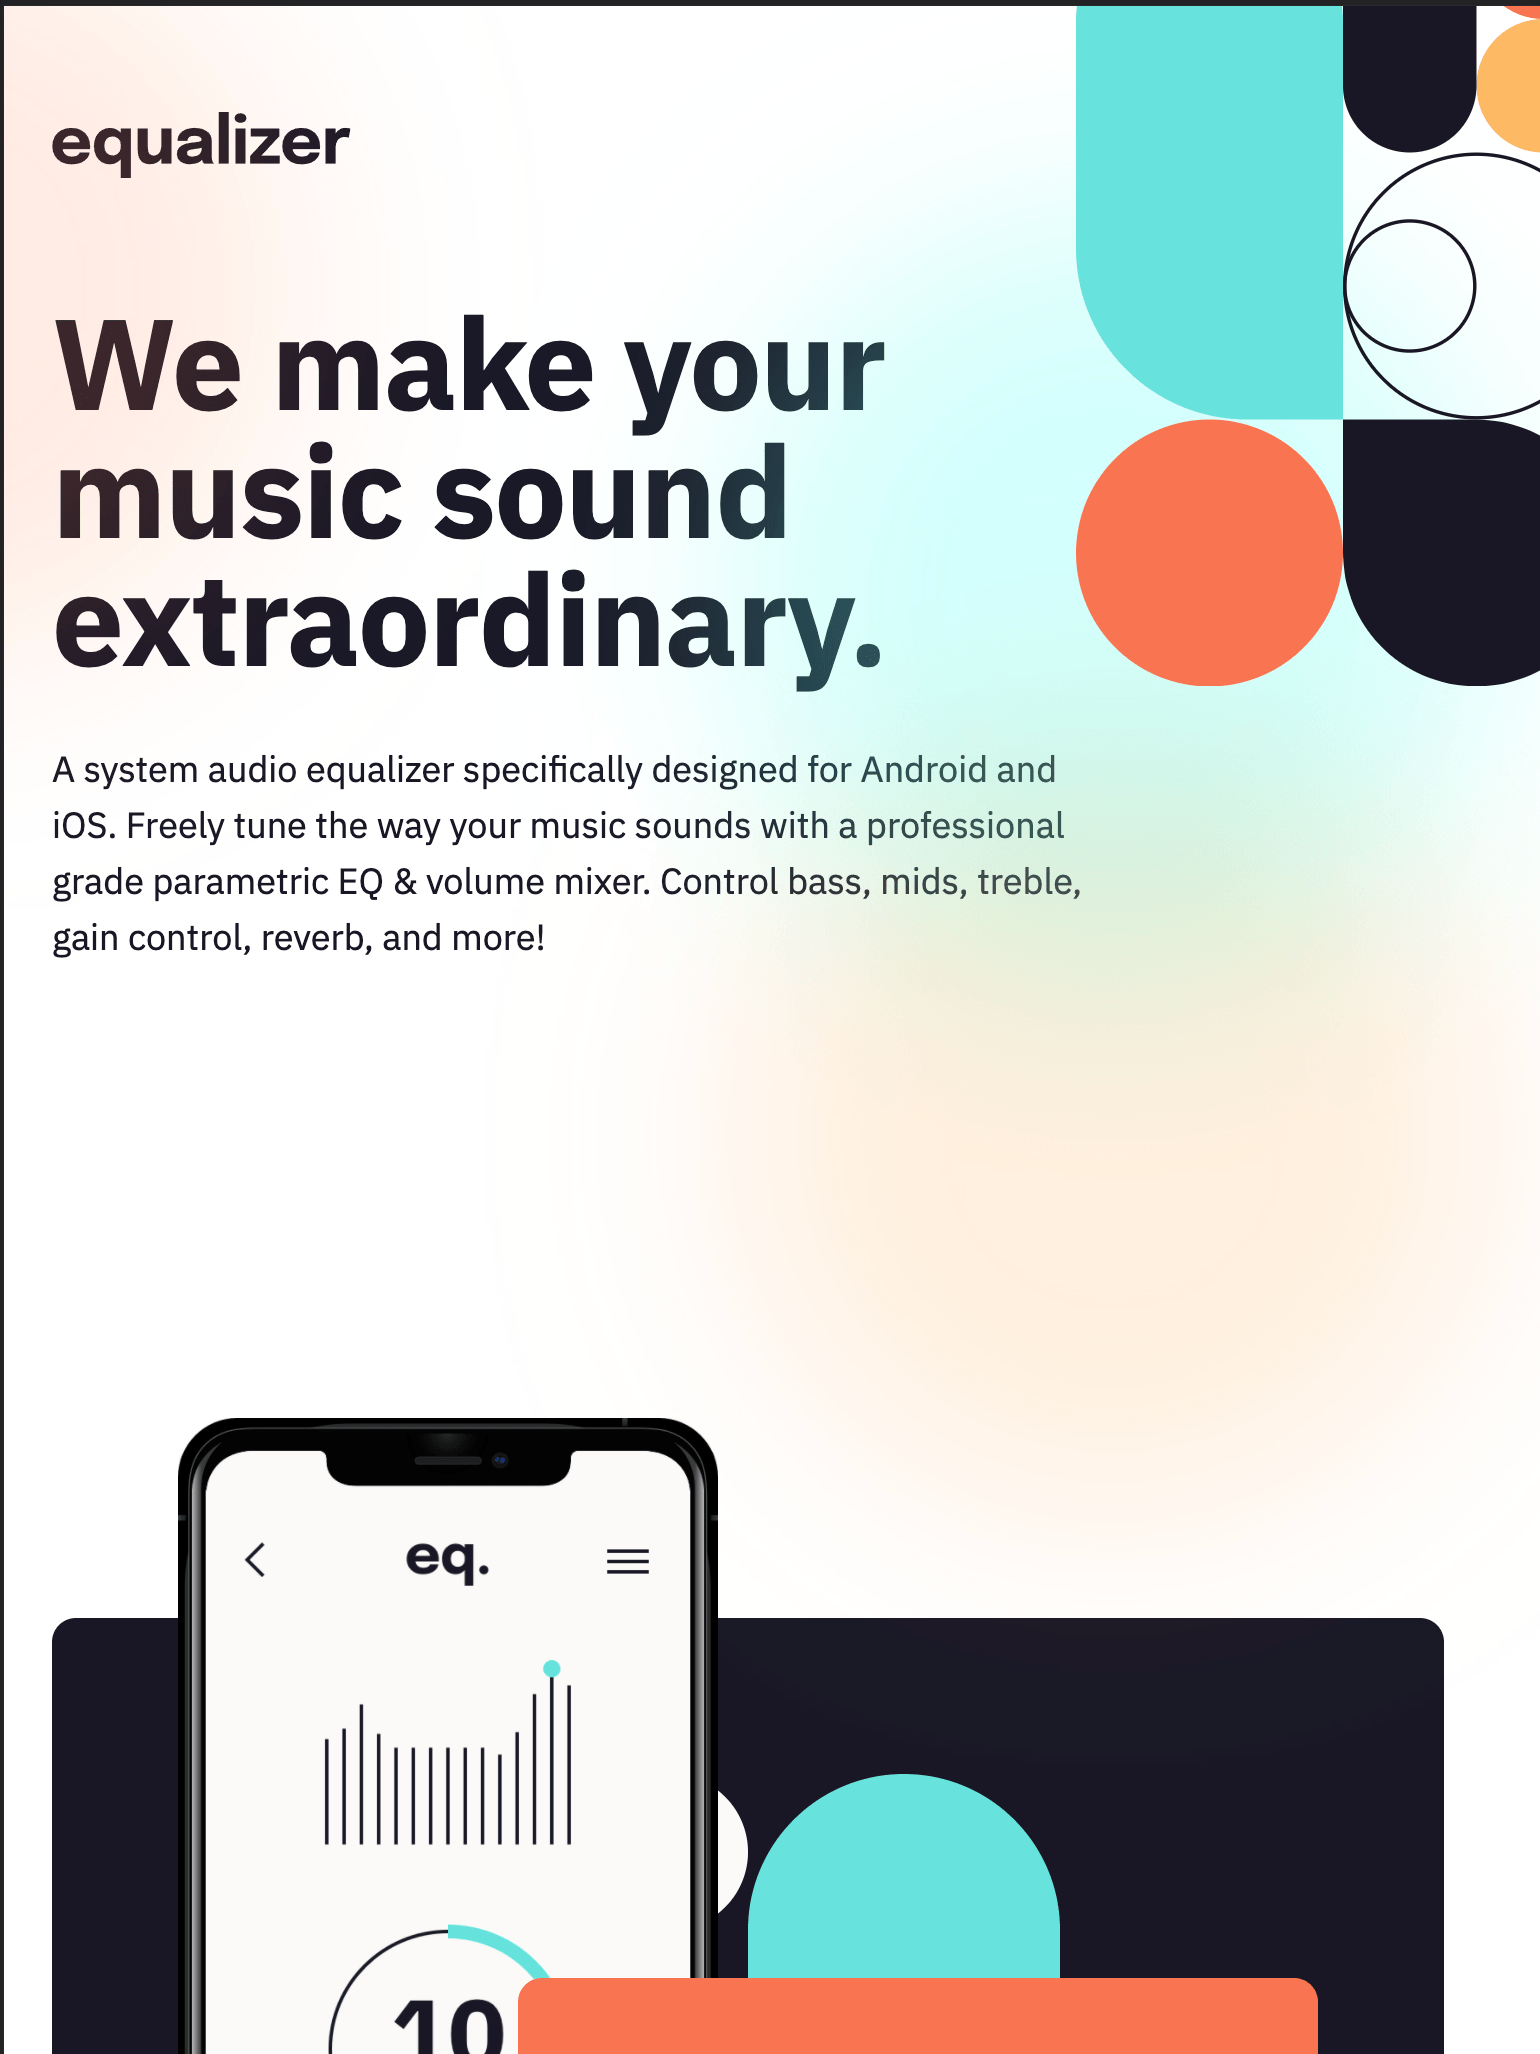 equalizer
We make your
music sound
extraordinary.
A system audio equalizer specifically designed for Android and
iOS. Freely tune the way your music sounds with a professional
grade parametric EQ & volume mixer. Control bass, mids, treble,
gain control, reverb, and more!
eq.
10